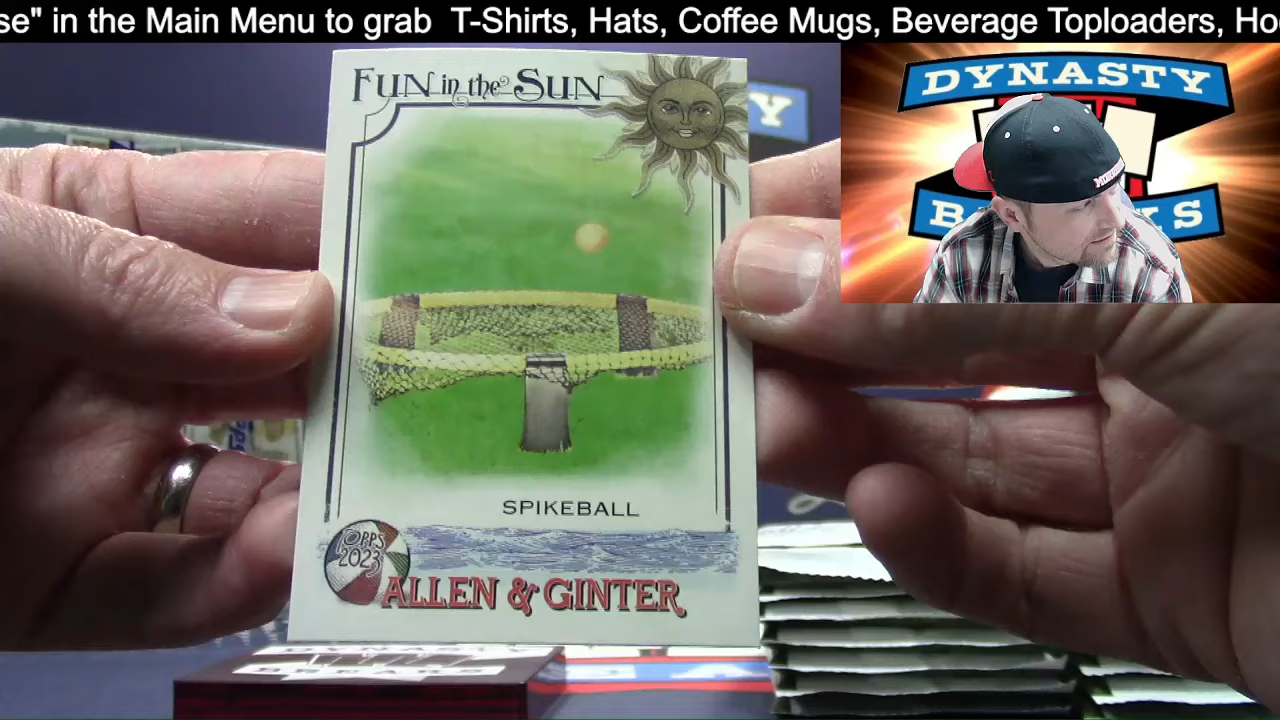 se" in the Main Menu to grab T-Shirts, Hats, Coffee Mugs, Beverage Toploaders, Ho
DYNASTY
FUN in the SUN
Y
SPIKEBALL
TOPPS
2023
ALLEN & GINTER